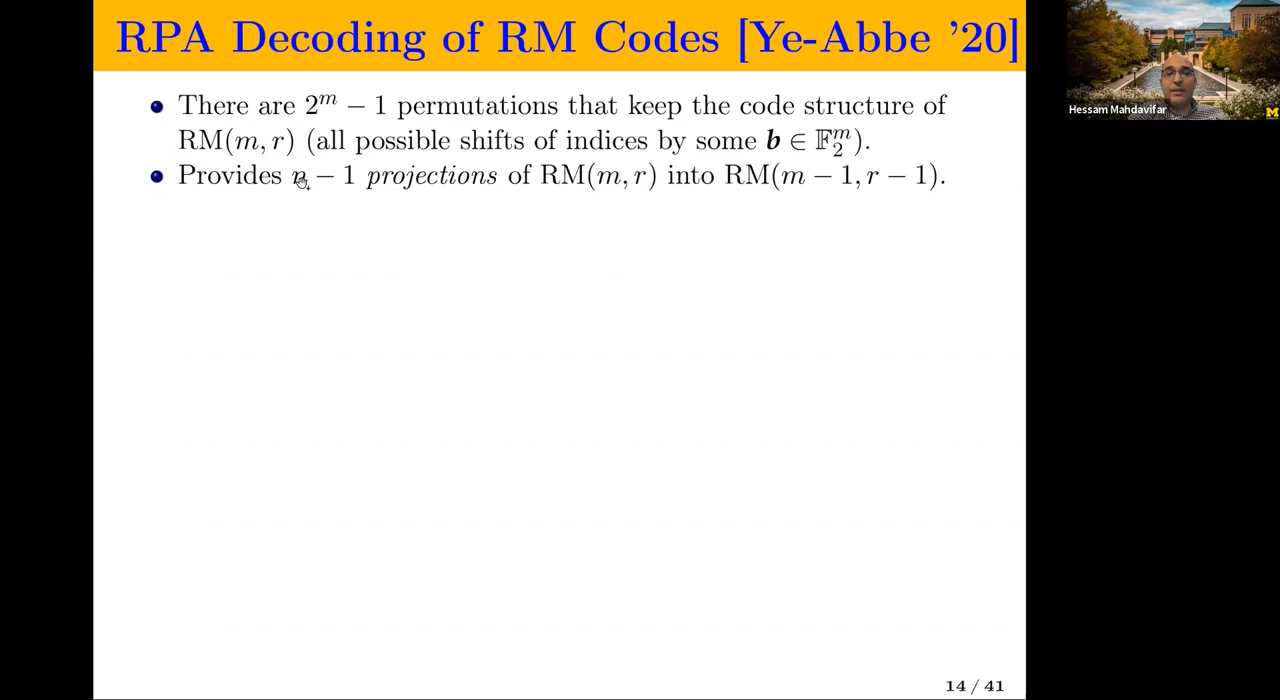 RPA Decoding of RM Codes [Ye-Abbe '20]
There are 2^m − 1 permutations that keep the code structure of
RM(m, r) (all possible shifts of indices by some b ∈ 𝔽₂^m).
Provides n − 1 projections of RM(m, r) into RM(m − 1, r − 1).
Hessam Mahdavifar
M
14 / 41